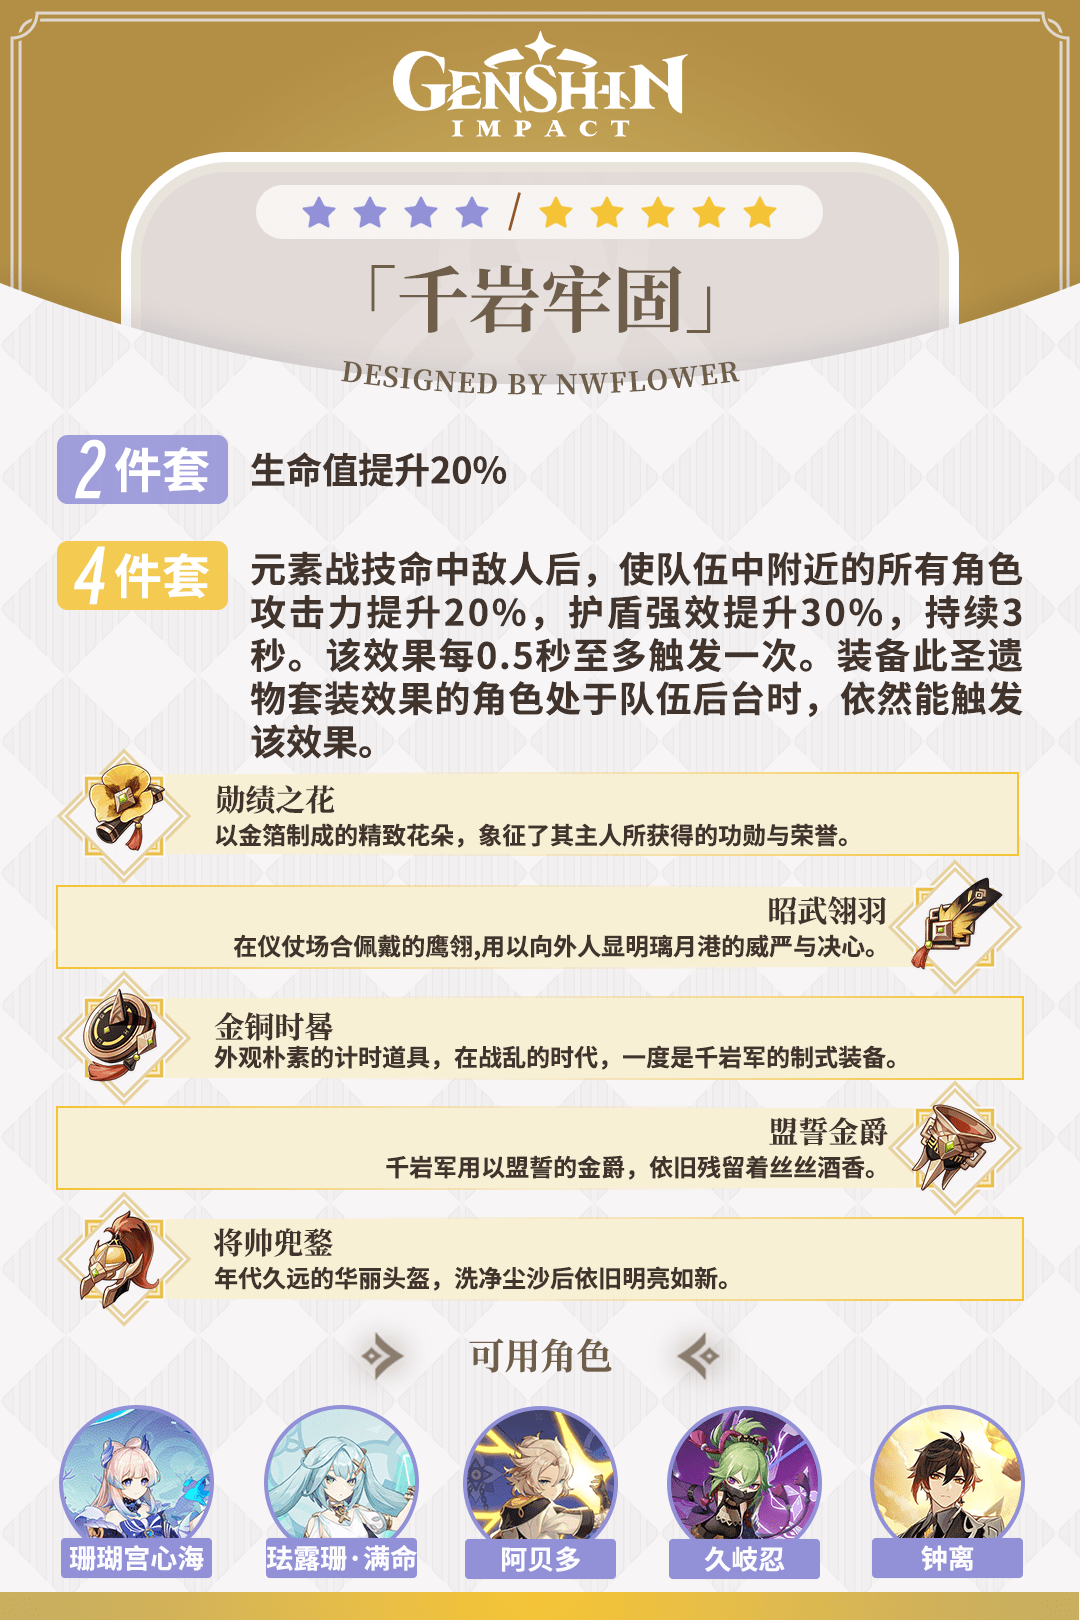 GENSHIN
IMPACT
「千岩牢固」
DESIGNED BY NWFLOWER
2件套
生命值提升20%
4件套
元素战技命中敌人后，使队伍中附近的所有角色
攻击力提升20%，护盾强效提升30%，持续3
秒。该效果每0.5秒至多触发一次。装备此圣遗
物套装效果的角色处于队伍后台时，依然能触发
该效果。
勋绩之花
以金箔制成的精致花朵，象征了其主人所获得的功勋与荣誉。
昭武翎羽
在仪仗场合佩戴的鹰翎,用以向外人显明璃月港的威严与决心。
金铜时晷
外观朴素的计时道具，在战乱的时代，一度是千岩军的制式装备。
盟誓金爵
千岩军用以盟誓的金爵，依旧残留着丝丝酒香。
将帅兜鍪
年代久远的华丽头盔，洗净尘沙后依旧明亮如新。
可用角色
珊瑚宫心海
珐露珊·满命
阿贝多
久岐忍
钟离